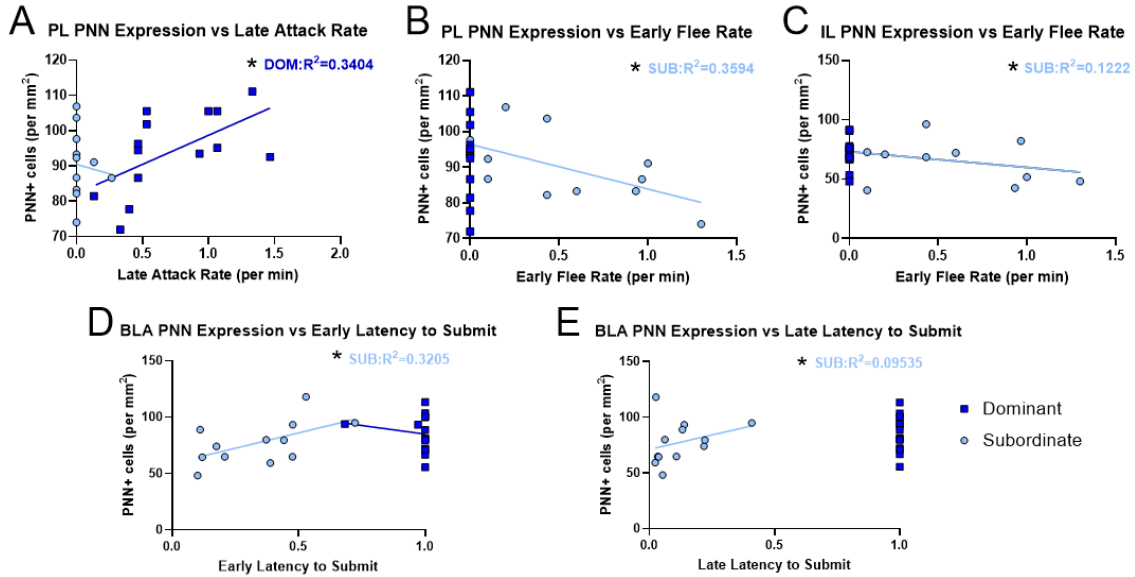 A
PL PNN Expression vs Late Attack Rate
* DOM:R²=0.3404
PNN+ cells (per mm²)
120
110
100
90
80
70
0.0 0.5 1.0 1.5 2.0
Late Attack Rate (per min)
B
PL PNN Expression vs Early Flee Rate
* SUB:R²=0.3594
PNN+ cells (per mm²)
120
110
100
90
80
70
0.0 0.5 1.0 1.5
Early Flee Rate (per min)
C
IL PNN Expression vs Early Flee Rate
* SUB:R²=0.1222
PNN+ cells (per mm²)
150
100
50
0
0.0 0.5 1.0 1.5
Early Flee Rate (per min)
D
BLA PNN Expression vs Early Latency to Submit
* SUB:R²=0.3205
PNN+ cells (per mm²)
150
100
50
0
0.0 0.5 1.0
Early Latency to Submit
E
BLA PNN Expression vs Late Latency to Submit
* SUB:R²=0.09535
PNN+ cells (per mm²)
150
100
50
0
0.0 0.5 1.0
Late Latency to Submit
Dominant
Subordinate